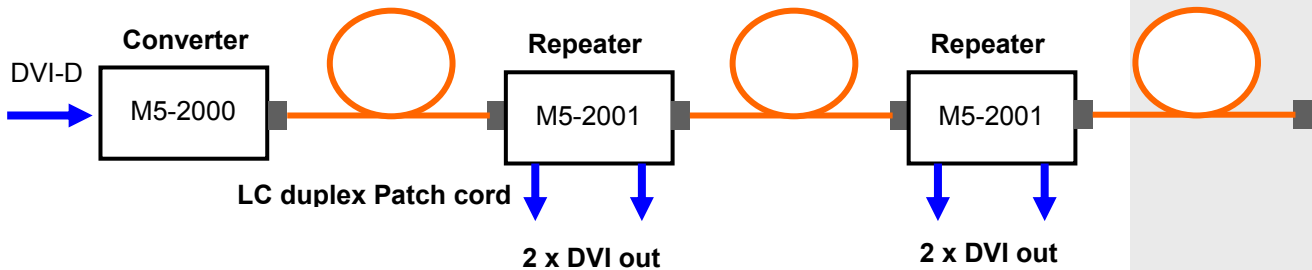 Converter
Repeater
Repeater
DVI-D
M5-2000
M5-2001
M5-2001
LC duplex Patch cord
2 x DVI out
2 x DVI out